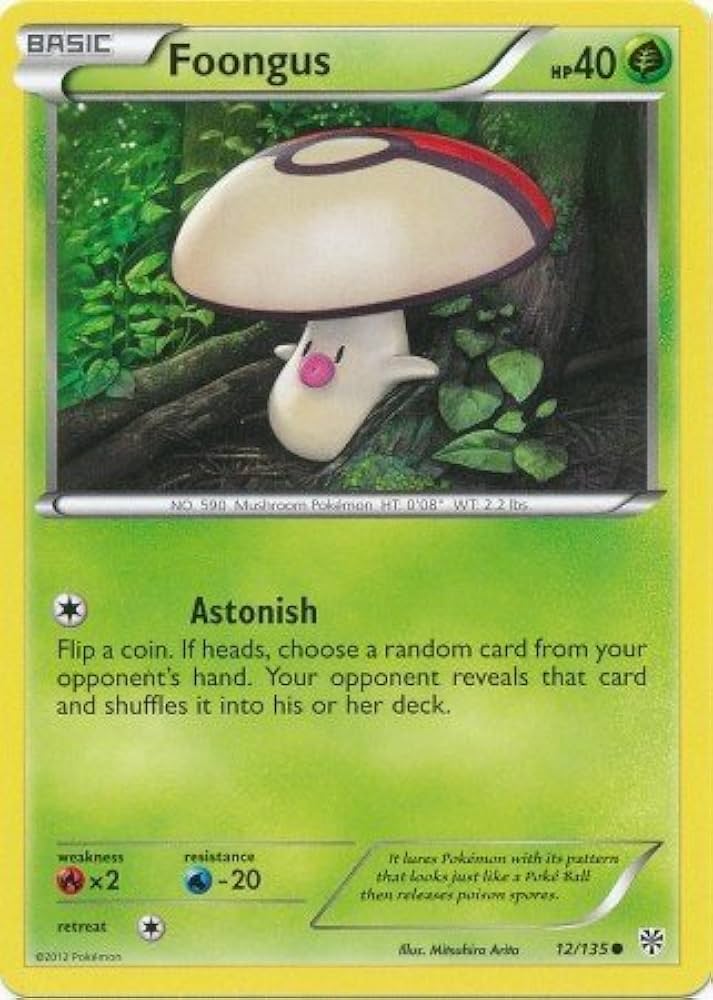 BASIC
Foongus
HP40
NO. 590 Mushroom Pokémon HT: 0'08" WT: 2.2 lbs.
Astonish
Flip a coin. If heads, choose a random card from your
opponent's hand. Your opponent reveals that card
and shuffles it into his or her deck.
weakness
×2
resistance
-20
It lures Pokémon with its pattern
that looks just like a Poké Ball
then releases poison spores.
retreat
©2012 Pokémon
Illus. Mitsuhiro Arita
12/135